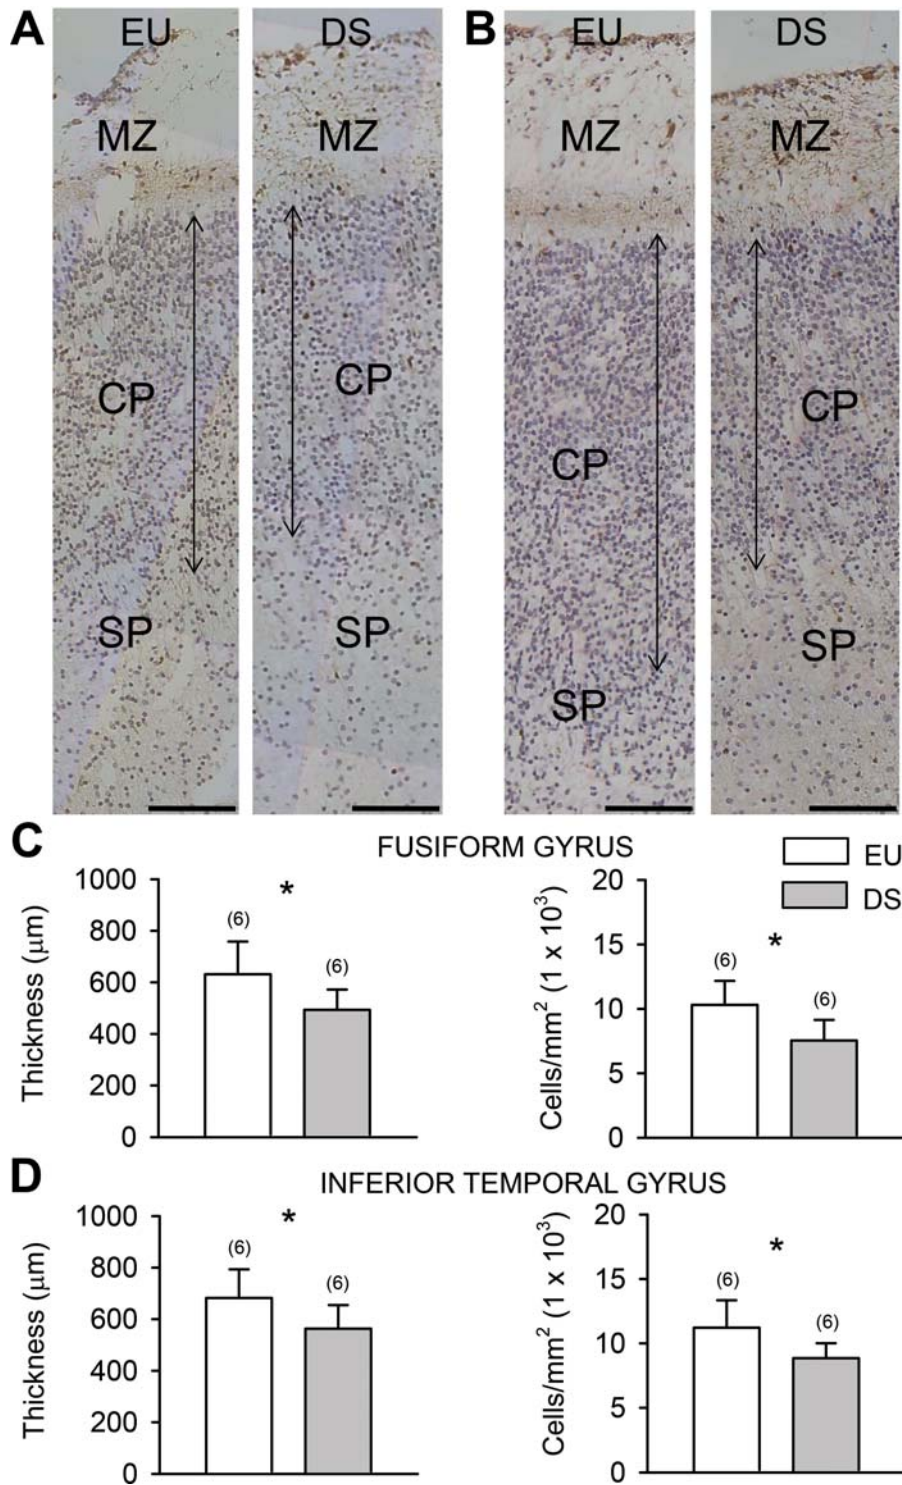 A
EU
DS
B
EU
DS
MZ
MZ
MZ
MZ
CP
CP
CP
CP
SP
SP
SP
SP
C
FUSIFORM GYRUS
EU
DS
Thickness (μm)
1000
800
600
400
200
0
(6)
(6)
*
Cells/mm² (1 x 10³)
20
15
10
5
0
(6)
(6)
*
D
INFERIOR TEMPORAL GYRUS
Thickness (μm)
1000
800
600
400
200
0
(6)
(6)
*
Cells/mm² (1 x 10³)
20
15
10
5
0
(6)
(6)
*